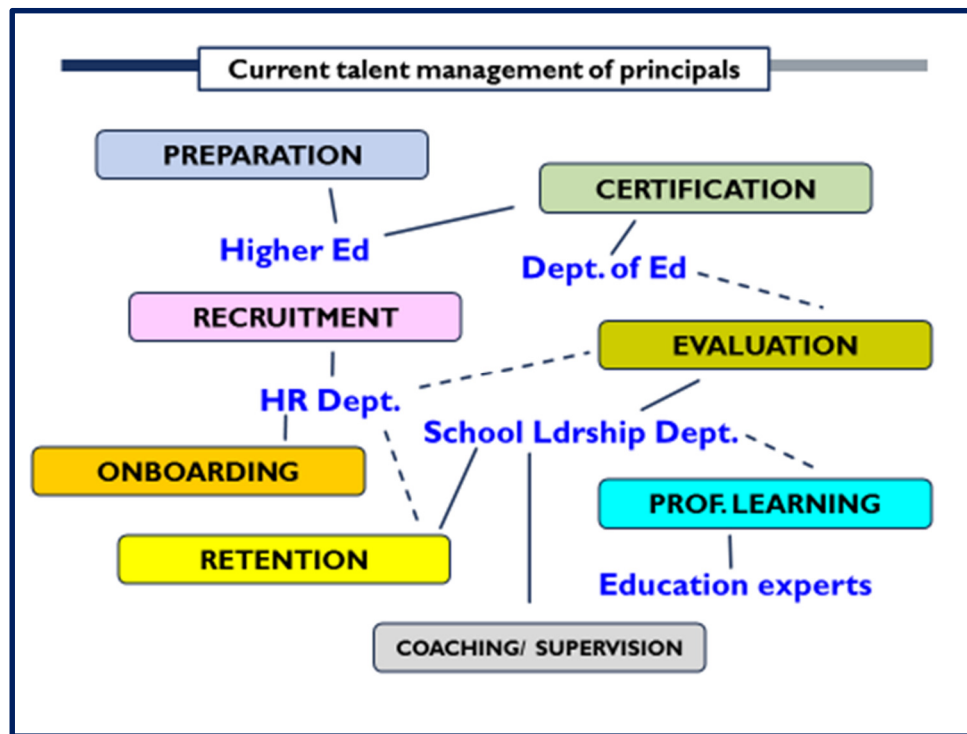 Current talent management of principals
PREPARATION
CERTIFICATION
Higher Ed
Dept. of Ed
RECRUITMENT
EVALUATION
HR Dept.
School Ldrship Dept.
ONBOARDING
PROF. LEARNING
RETENTION
Education experts
COACHING/ SUPERVISION